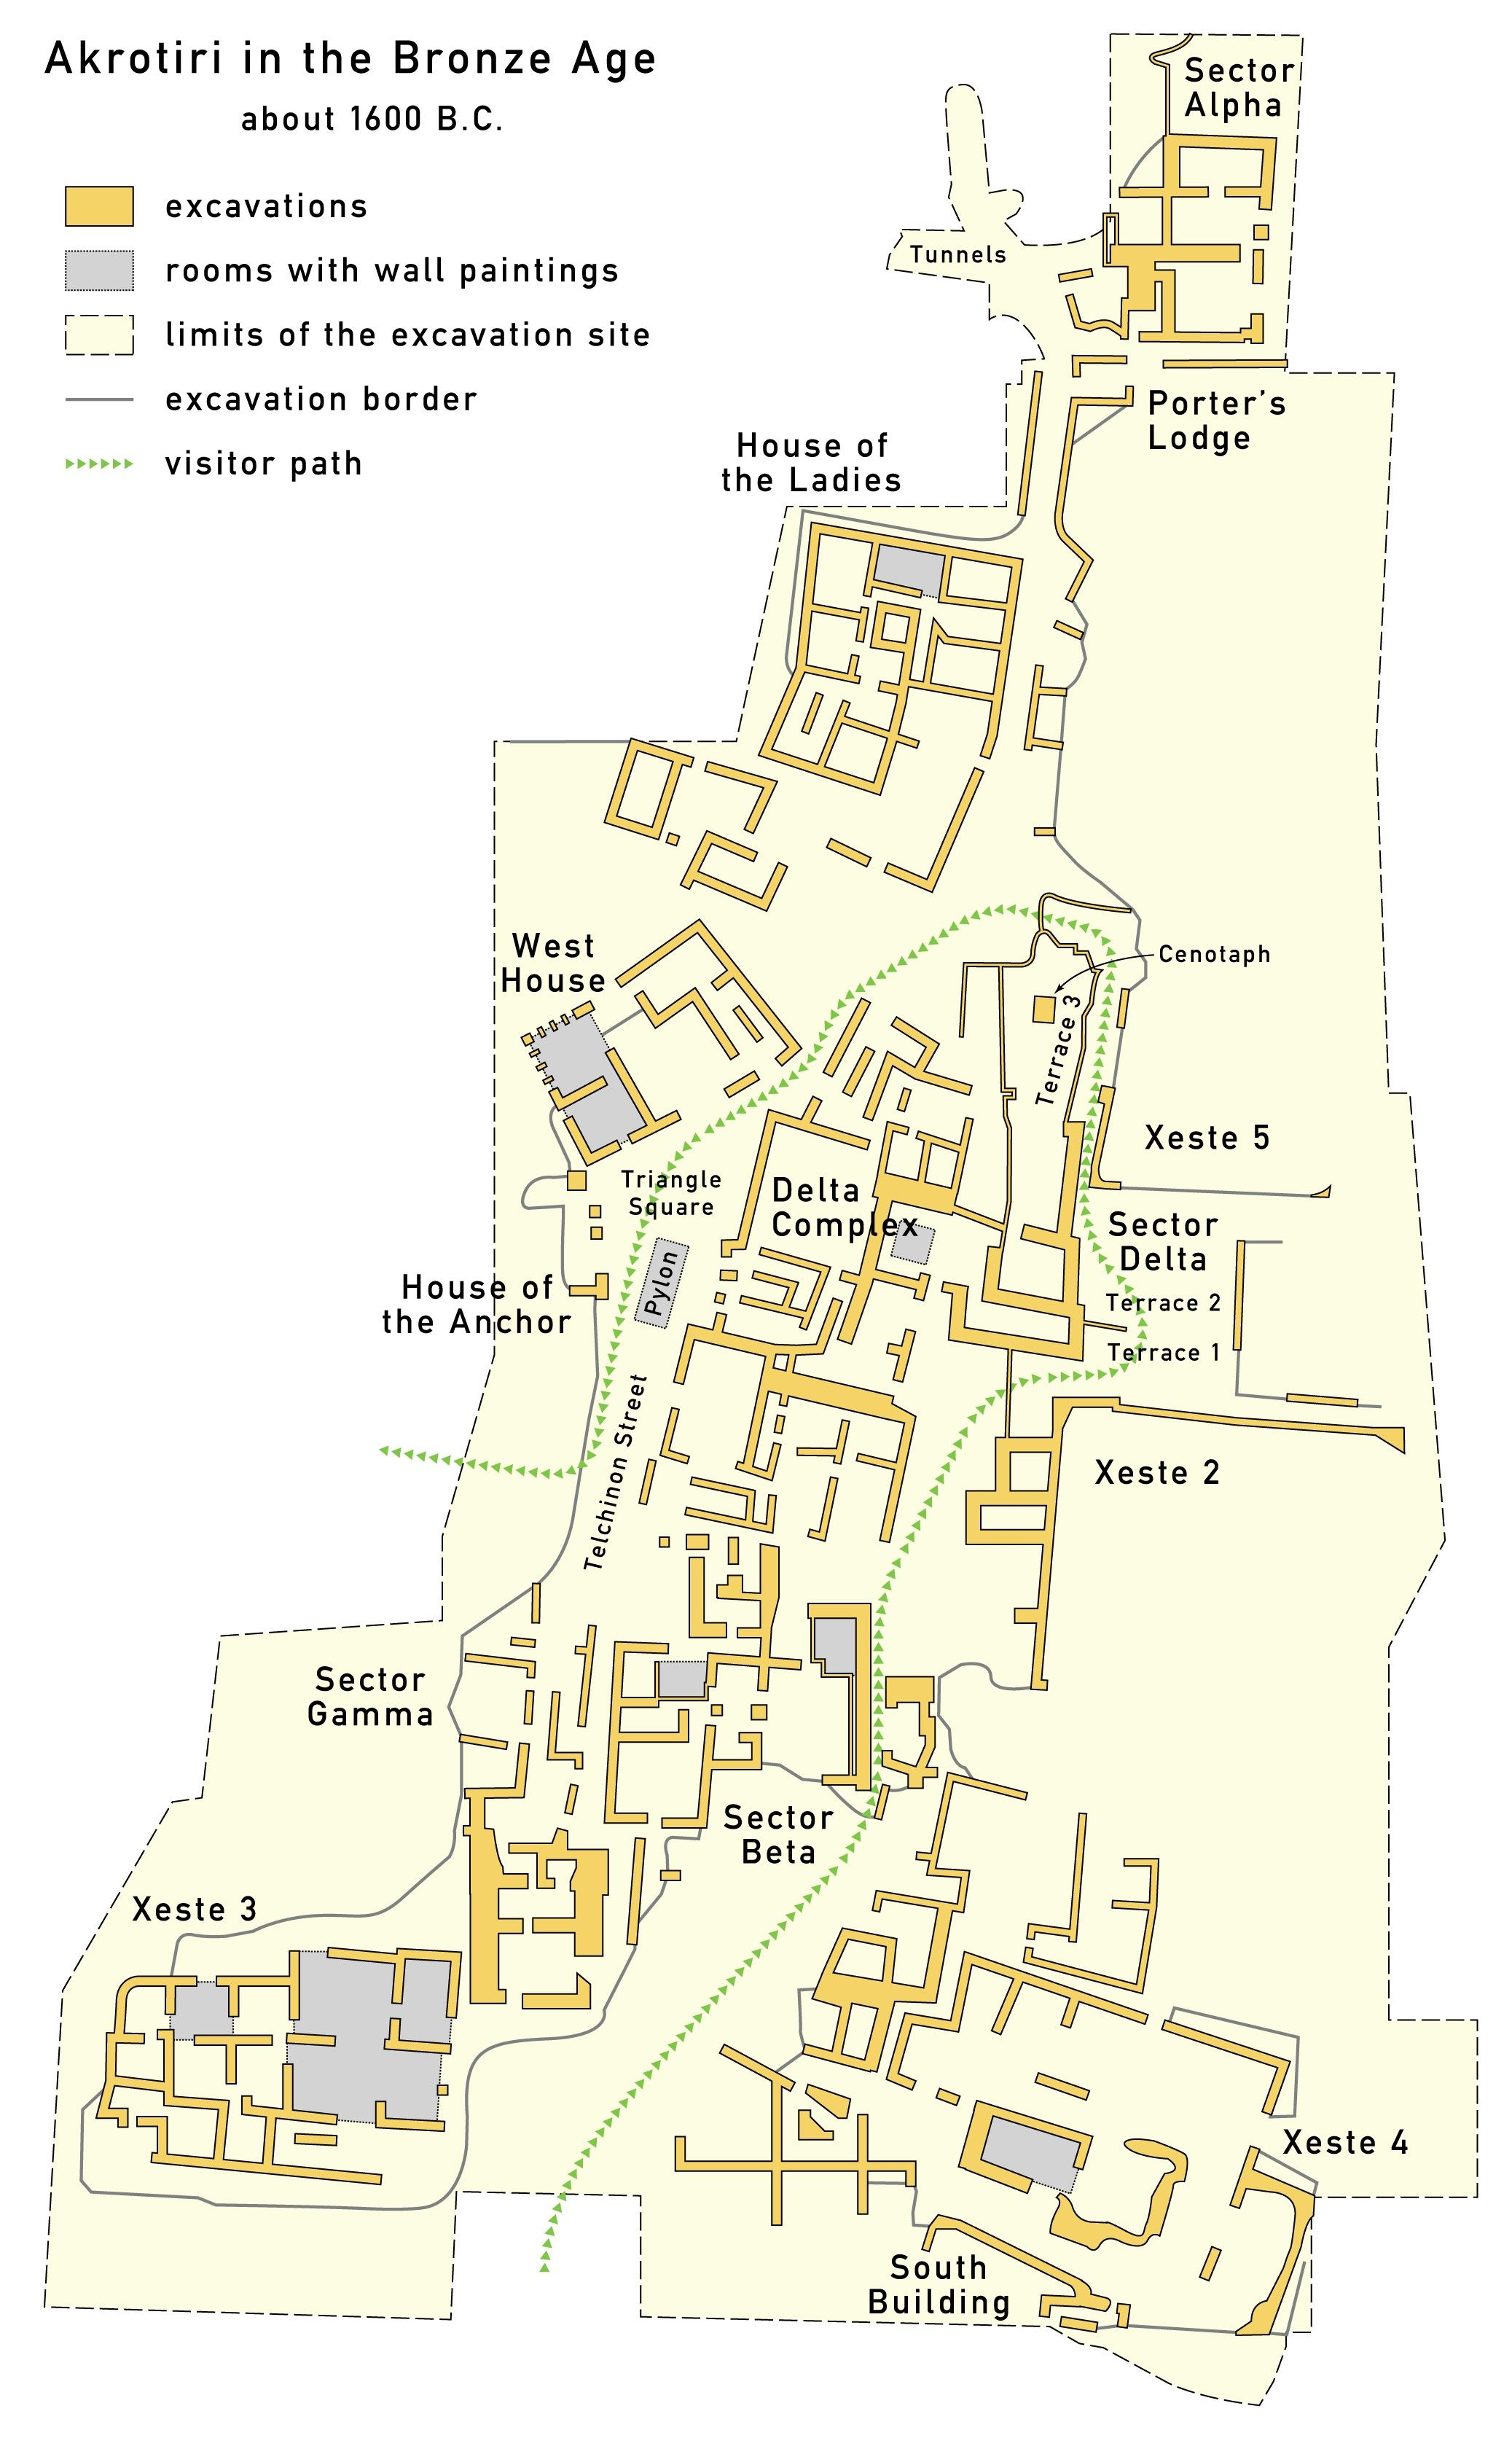 Akrotiri in the Bronze Age
about 1600 B.C.
excavations
rooms with wall paintings
limits of the excavation site
excavation border
visitor path
Sector
Alpha
Tunnels
Porter's
Lodge
House of
the Ladies
West
House
Cenotaph
Terrace 3
Xeste 5
Triangle
Square
Delta
Complex
Sector
Delta
Pylon
House of
the Anchor
Terrace 2
Terrace 1
Telchinon Street
Xeste 2
Sector
Gamma
Sector
Beta
Xeste 3
Xeste 4
South
Building